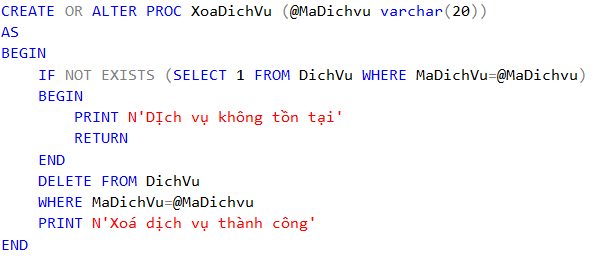 CREATE OR ALTER PROC XoaDichVu (@MaDichvu varchar(20))
AS
BEGIN
    IF NOT EXISTS (SELECT 1 FROM DichVu WHERE MaDichVu=@MaDichvu)
    BEGIN
        PRINT N'DỊch vụ không tồn tại'
        RETURN
    END
    DELETE FROM DichVu
    WHERE MaDichVu=@MaDichvu
    PRINT N'Xoá dịch vụ thành công'
END